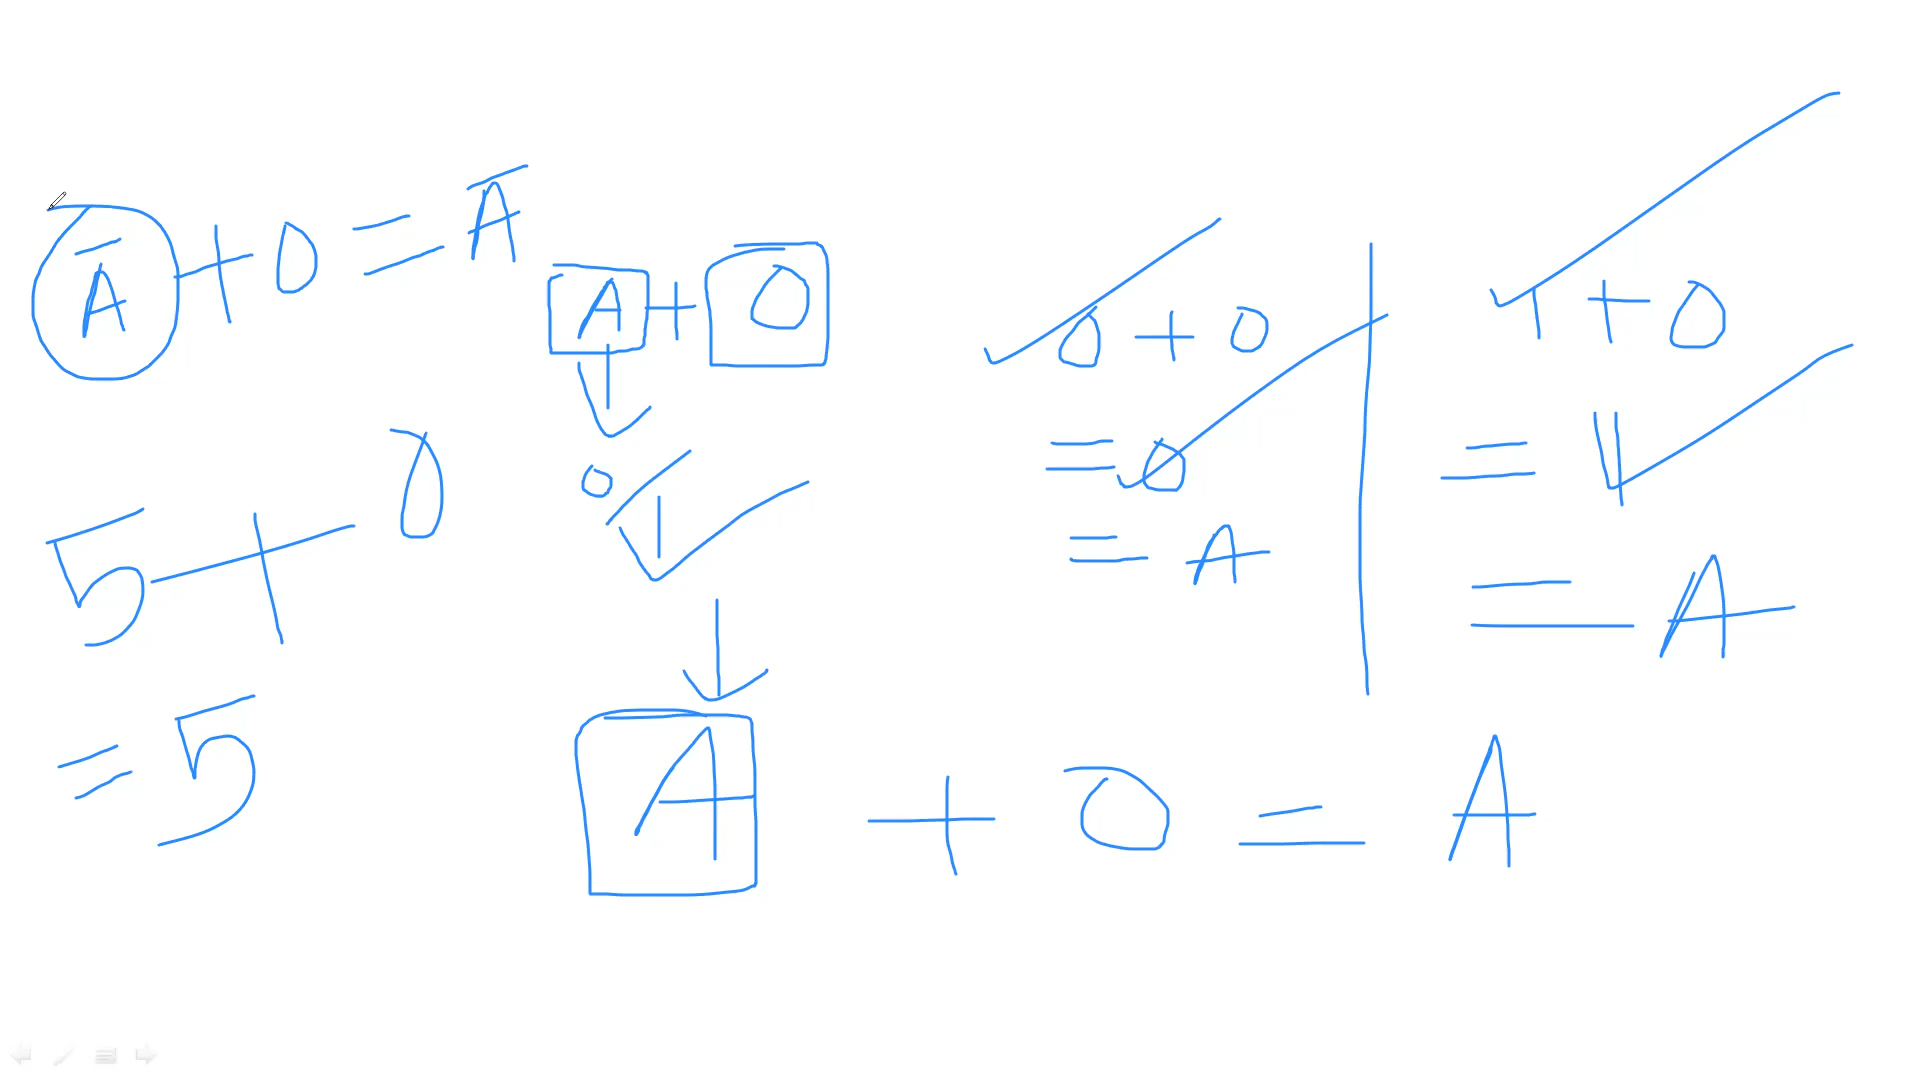 Ā + 0 = Ā
A + 0
0 / 1
5 + 0
= 5
0 + 0
= 0
= A
1 + 0
= 1
= A
A + 0 = A